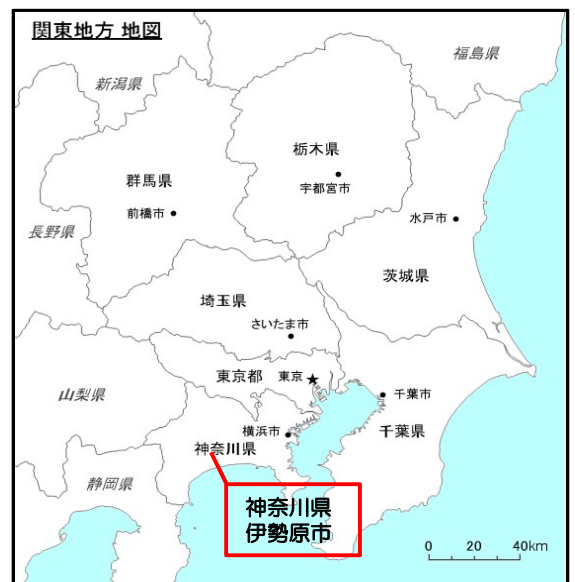 関東地方 地図
福島県
新潟県
栃木県
宇都宮市
群馬県
前橋市
水戸市
長野県
茨城県
埼玉県
さいたま市
東京都
東京
山梨県
千葉市
横浜市
千葉県
神奈川県
静岡県
神奈川県
伊勢原市
0 20 40km